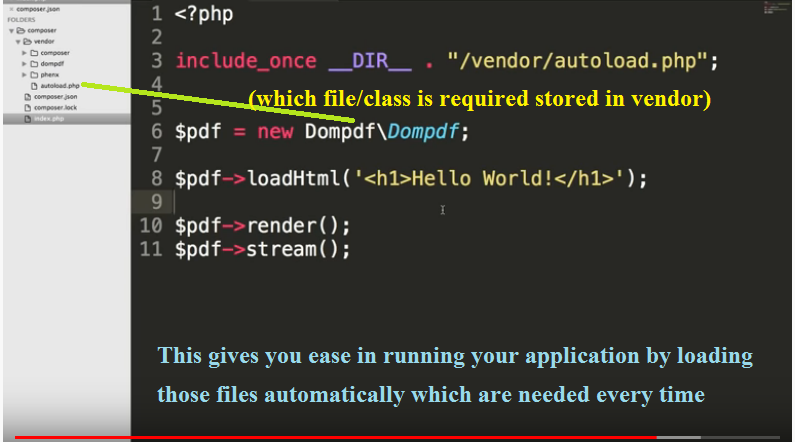 composer.json
FOLDERS
composer
vendor
composer
dompdf
phenx
autoload.php
composer.json
composer.lock
index.php
1 <?php
2
3 include_once __DIR__ . "/vendor/autoload.php";
4
(which file/class is required stored in vendor)
5
6 $pdf = new Dompdf\Dompdf;
7
8 $pdf->loadHtml('<h1>Hello World!</h1>');
9
10 $pdf->render();
11 $pdf->stream();
This gives you ease in running your application by loading
those files automatically which are needed every time